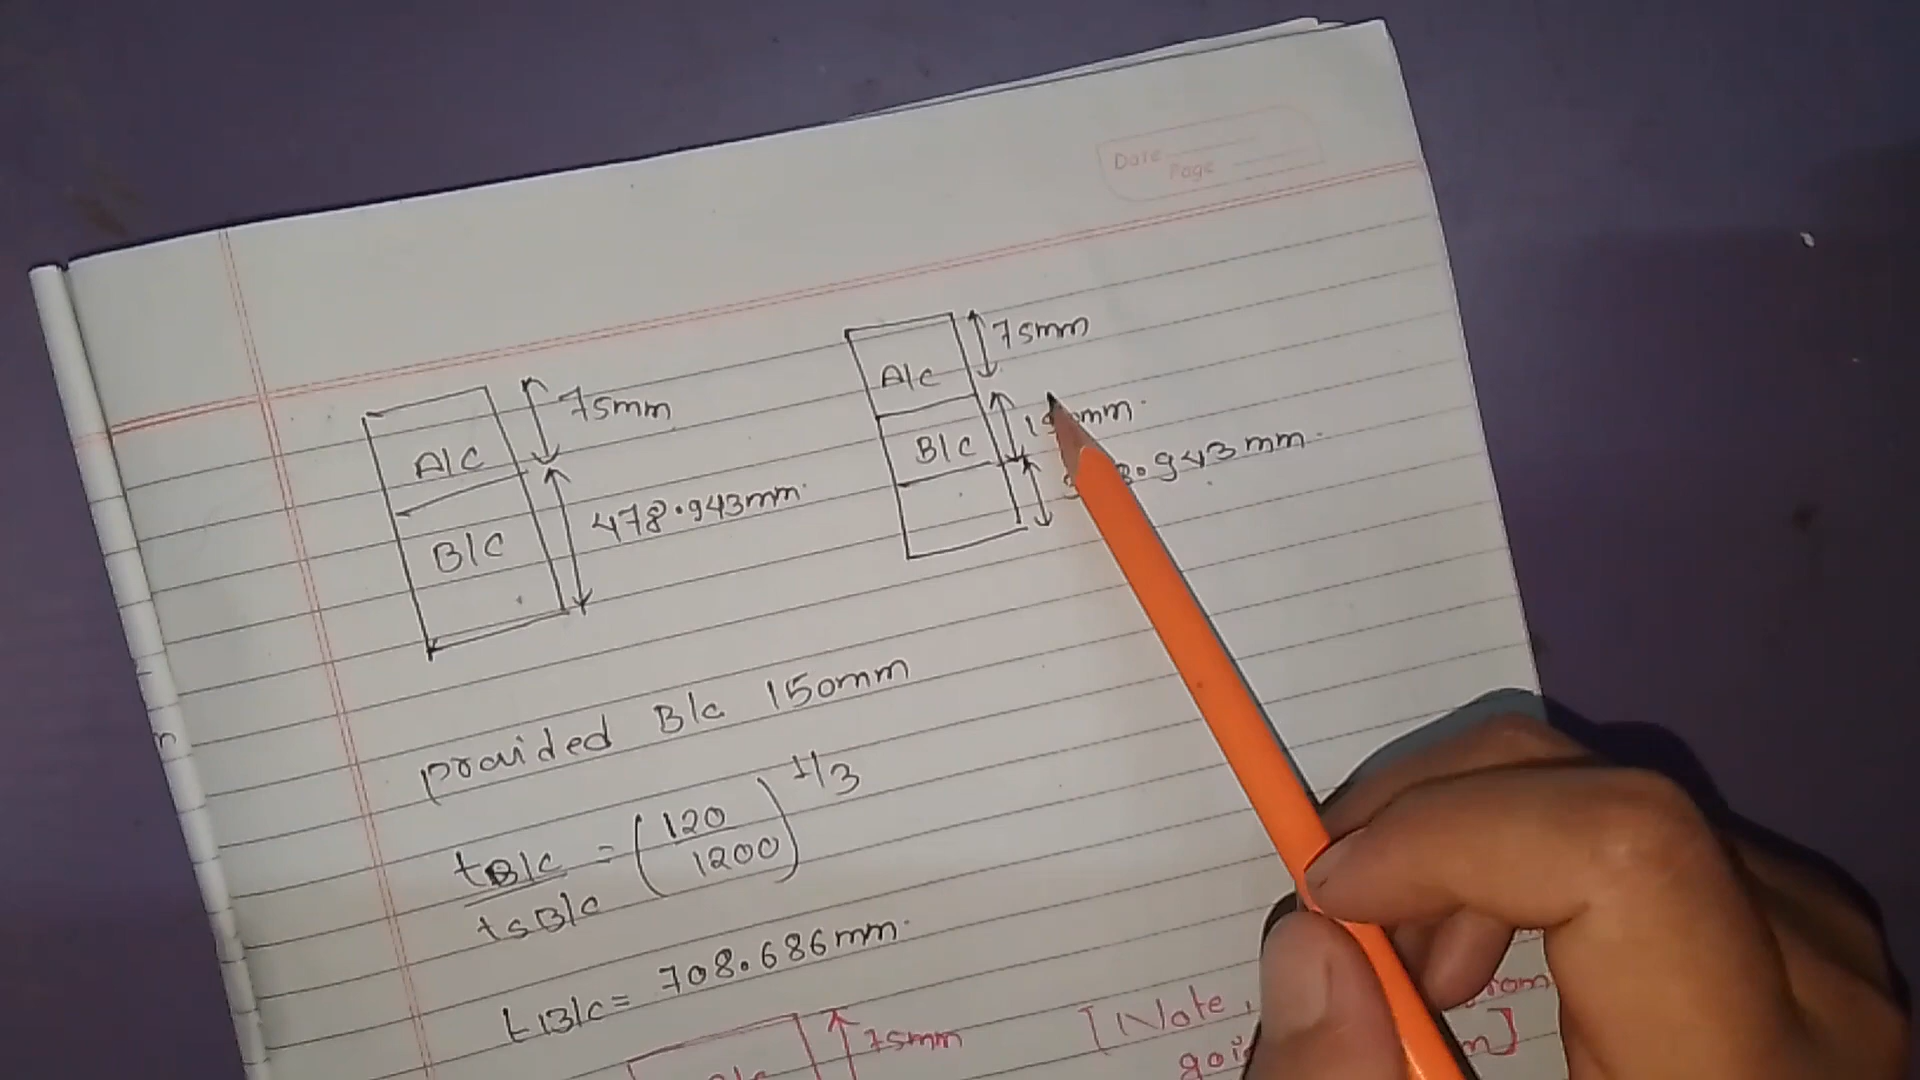 Date
Page
A/C
75mm
B/C
478.943mm.
A/C
75mm
B/C
mm.
8.943mm.
provided B/c 150mm
tB/C = (120 1/3
tsB/C 1200)
tB/C = 708.686mm.
75mm
[Note,